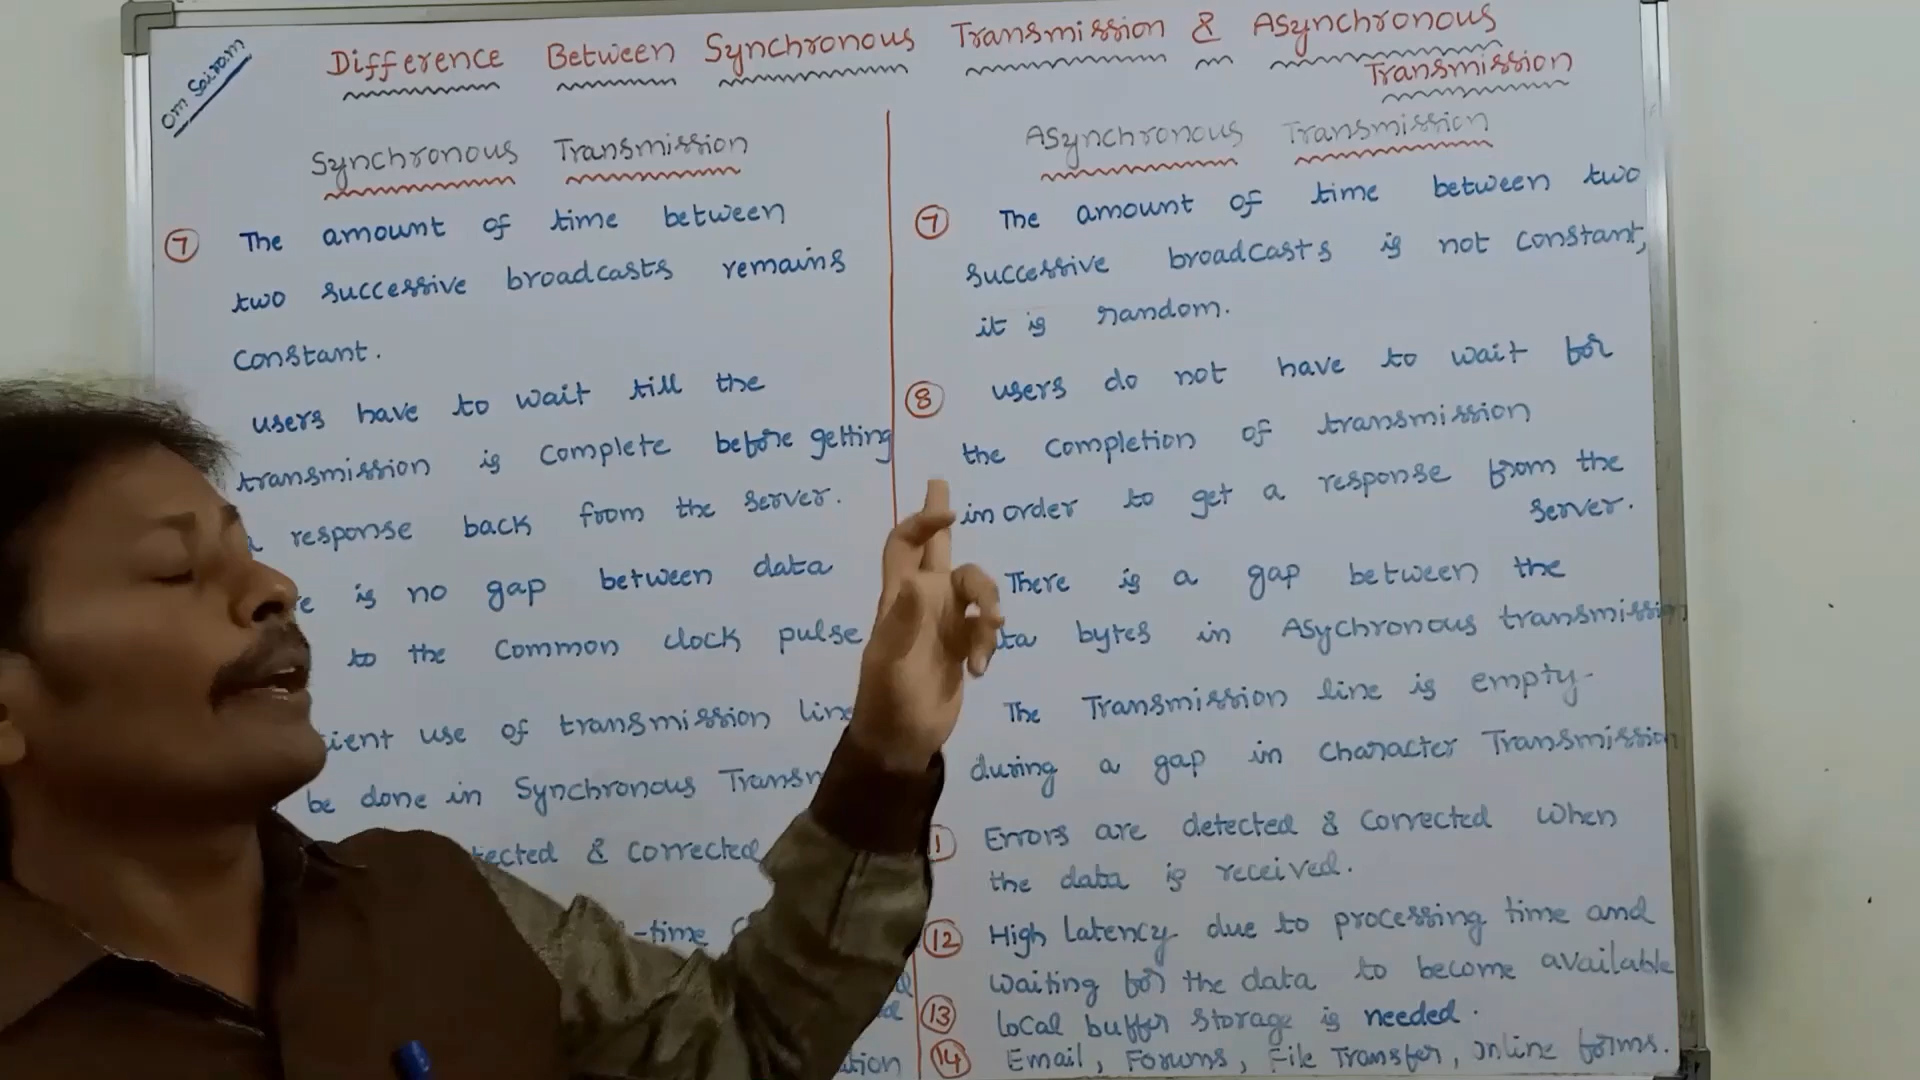 Om Sairam
Difference Between Synchronous Transmission & Asynchronous
Transmission
Synchronous Transmission
7 The amount of time between
two successive broadcasts remains
constant.
users have to wait till the
transmission is complete before getting
response back from the server.
is no gap between data
to the common clock pulse
use of transmission line
be done in Synchronous
& corrected
-time
Asynchronous Transmission
7 The amount of time between two
successive broadcasts is not constant,
it is random.
8 users do not have to wait for
the completion of transmission
in order to get a response from the
server.
There is a gap between the
bytes in Asychronous transmission
The Transmission line is empty
during a gap in character Transmission
Errors are detected & corrected when
the data is received.
12 High Latency due to processing time and
waiting for the data to become available
13 Local buffer storage is needed.
14 Email, Forums, File Transfer, online forms.